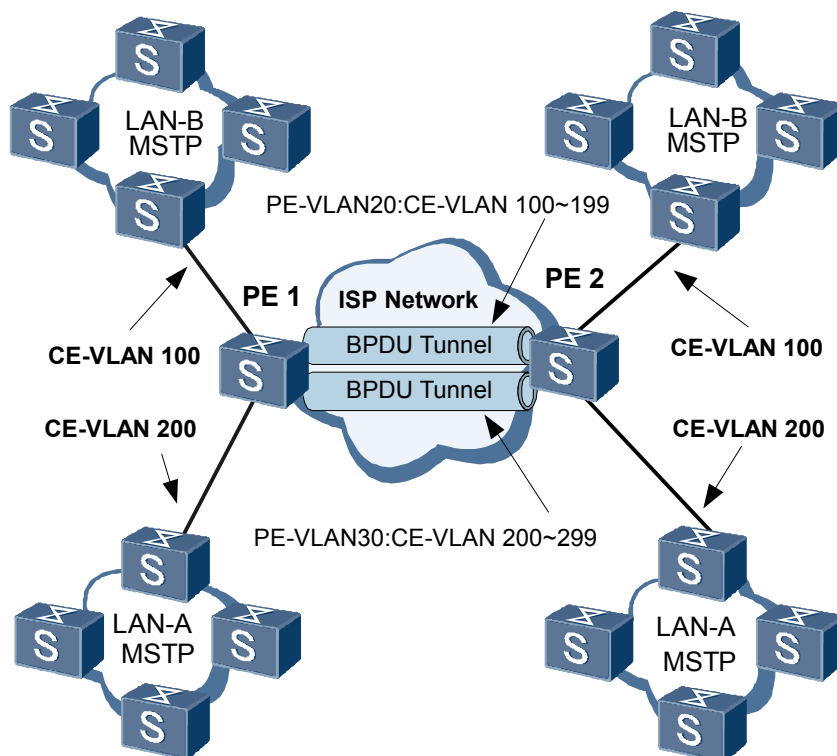 S
S
S
S
LAN-B
MSTP
S
S
S
S
LAN-B
MSTP
PE-VLAN20:CE-VLAN 100~199
PE 1
ISP Network
PE 2
CE-VLAN 100
S
BPDU Tunnel
BPDU Tunnel
S
CE-VLAN 100
CE-VLAN 200
CE-VLAN 200
PE-VLAN30:CE-VLAN 200~299
S
S
S
S
LAN-A
MSTP
S
S
S
S
LAN-A
MSTP